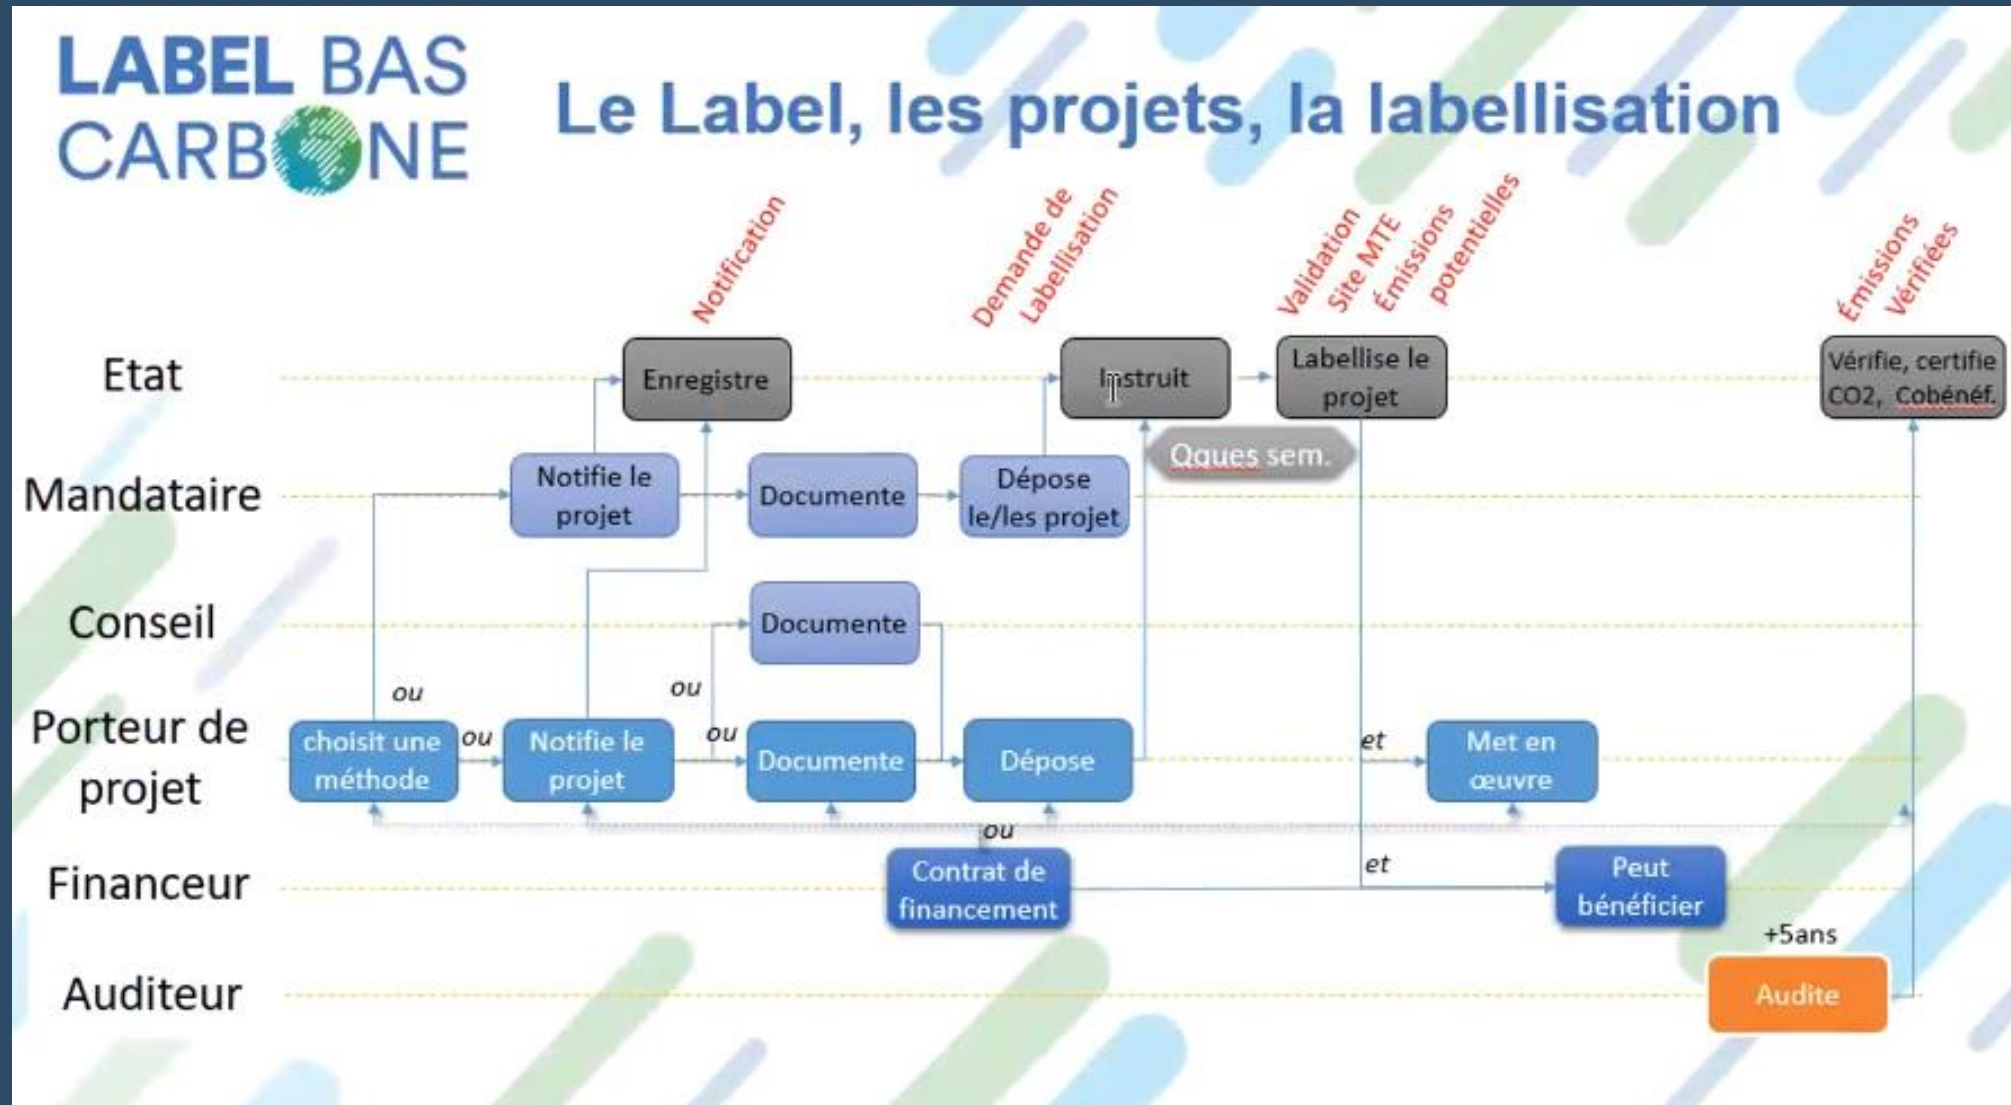 LABEL BAS
CARBONE
Le Label, les projets, la labellisation
Notification
Demande de
Labellisation
Validation
Site MTE
Émissions
potentielles
Émissions
Vérifiées
Etat
Enregistre
Instruit
Labellise le
projet
Vérifie, certifie
CO2, Cobénéf.
Qques sem.
Mandataire
Notifie le
projet
Documente
Dépose
le/les projet
Conseil
Documente
ou
ou
Porteur de
projet
choisit une
méthode
ou
Notifie le
projet
ou
Documente
Dépose
et
Met en
œuvre
ou
Financeur
Contrat de
financement
et
Peut
bénéficier
+5ans
Auditeur
Audite